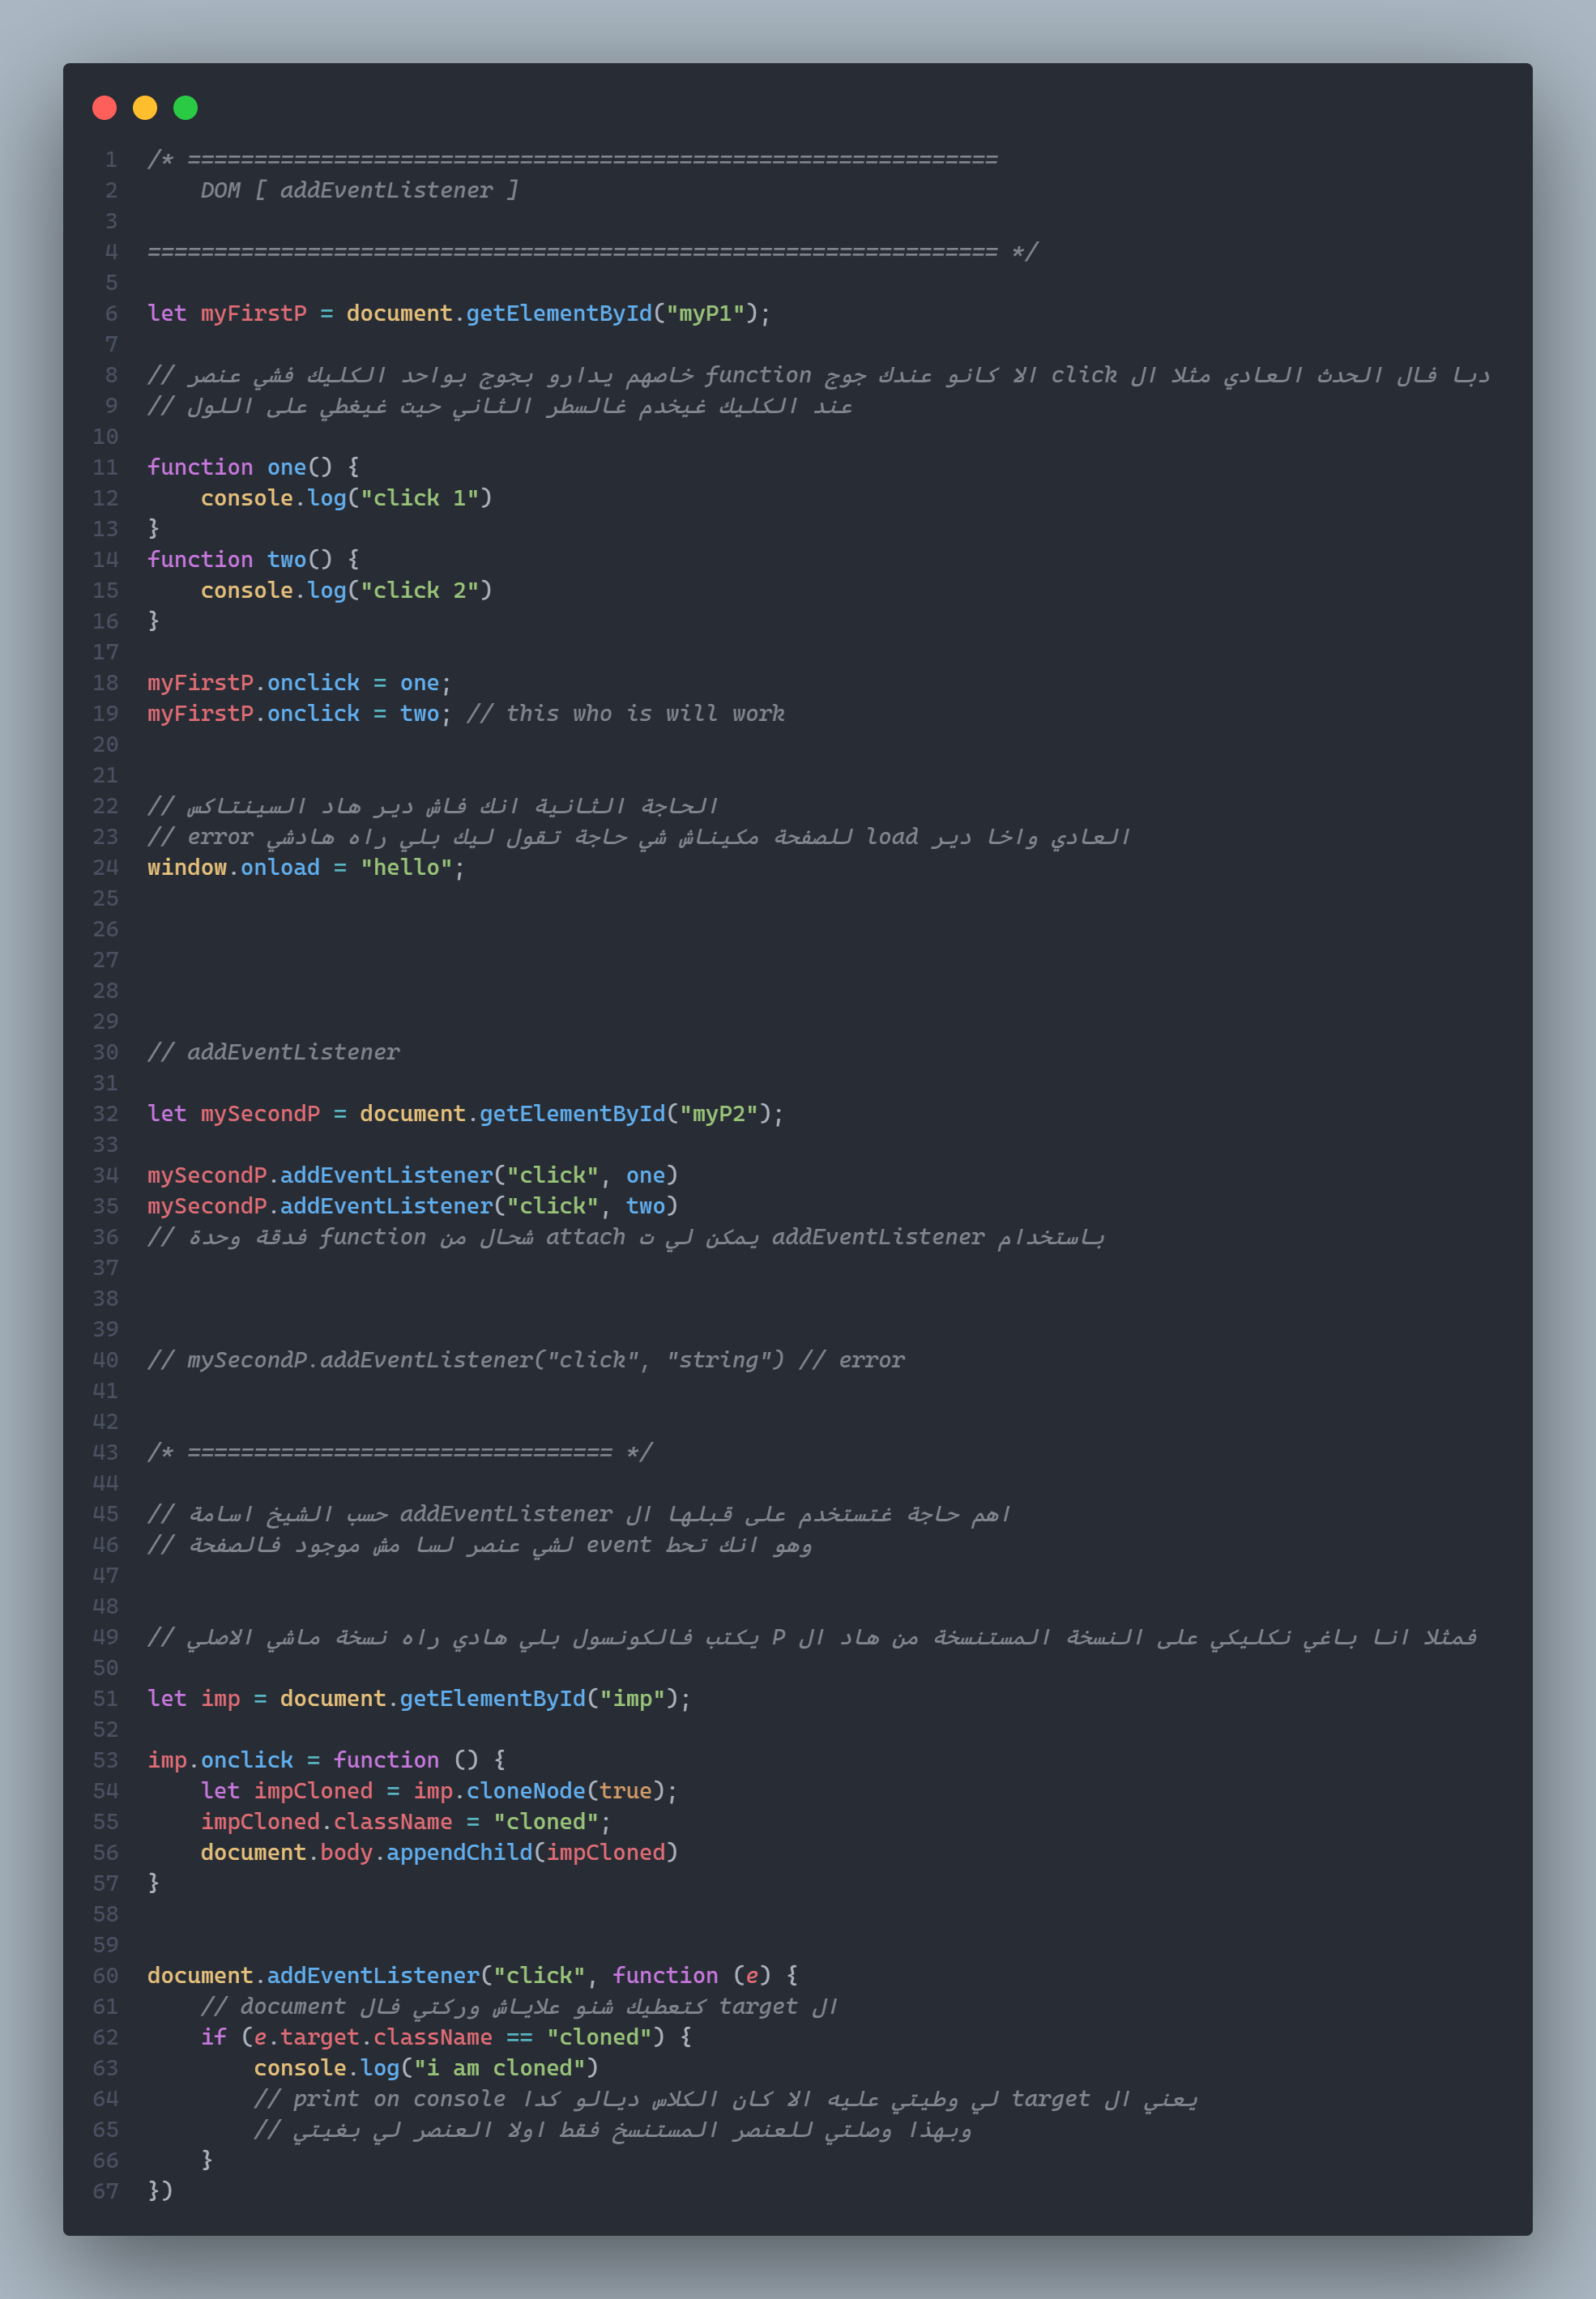 1 /* =============================================================
2     DOM [ addEventListener ]
3
4 ================================================================ */
5
6 let myFirstP = document.getElementById("myP1");
7
8 // دبا فال الحدث العادي مثلا ال click الا كانو عندك جوج function خاصهم يدارو بجوج بواحد الكليك فشي عنصر
9 // عند الكليك غيخدم غالسطر الثاني حيت غيغطي على اللول
10
11 function one() {
12     console.log("click 1")
13 }
14 function two() {
15     console.log("click 2")
16 }
17
18 myFirstP.onclick = one;
19 myFirstP.onclick = two; // this who is will work
20
21
22 // الحاجة الثانية انك فاش دير هاد السينتاكس
23 // العادي واخا دير load للصفحة مكيناش شي حاجة تقول ليك بلي راه هادشي error
24 window.onload = "hello";
25
26
27
28
29
30 // addEventListener
31
32 let mySecondP = document.getElementById("myP2");
33
34 mySecondP.addEventListener("click", one)
35 mySecondP.addEventListener("click", two)
36 // باستخدام addEventListener يمكن لي ت attach شحال من function فدقة وحدة
37
38
39
40 // mySecondP.addEventListener("click", "string") // error
41
42
43 /* ================================ */
44
45 // اهم حاجة غتستخدم على قبلها ال addEventListener حسب الشيخ اسامة
46 // وهو انك تحط event لشي عنصر لسا مش موجود فالصفحة
47
48
49 // فمثلا انا باغي نكليكي على النسخة المستنسخة من هاد ال P يكتب فالكونسول بلي هادي راه نسخة ماشي الاصلي
50
51 let imp = document.getElementById("imp");
52
53 imp.onclick = function () {
54     let impCloned = imp.cloneNode(true);
55     impCloned.className = "cloned";
56     document.body.appendChild(impCloned)
57 }
58
59
60 document.addEventListener("click", function (e) {
61     // ال target كتعطيك شنو علاياش وركتي فال document
62     if (e.target.className == "cloned") {
63         console.log("i am cloned")
64         // يعني ال target لي وطيتي عليه الا كان الكلاس ديالو كدا print on console
65         // وبهذا وصلتي للعنصر المستنسخ فقط اولا العنصر لي بغيتي
66     }
67 })